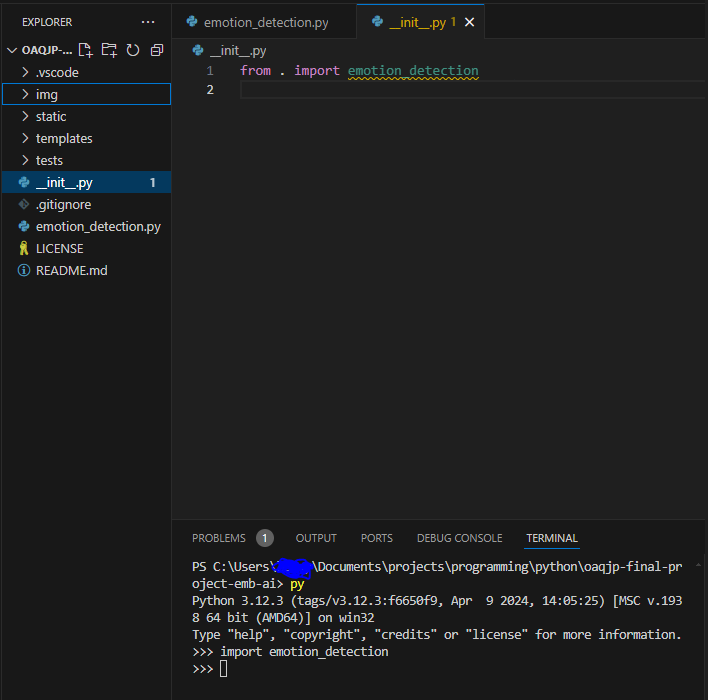 EXPLORER
OAQJP-...
.vscode
img
static
templates
tests
__init__.py 1
.gitignore
emotion_detection.py
LICENSE
README.md
emotion_detection.py __init__.py 1
__init__.py
1 from . import emotion_detection
2
PROBLEMS 1 OUTPUT PORTS DEBUG CONSOLE TERMINAL
PS C:\Users\ \Documents\projects\programming\python\oaqjp-final-pr
oject-emb-ai> py
Python 3.12.3 (tags/v3.12.3:f6650f9, Apr  9 2024, 14:05:25) [MSC v.193
8 64 bit (AMD64)] on win32
Type "help", "copyright", "credits" or "license" for more information.
>>> import emotion_detection
>>>